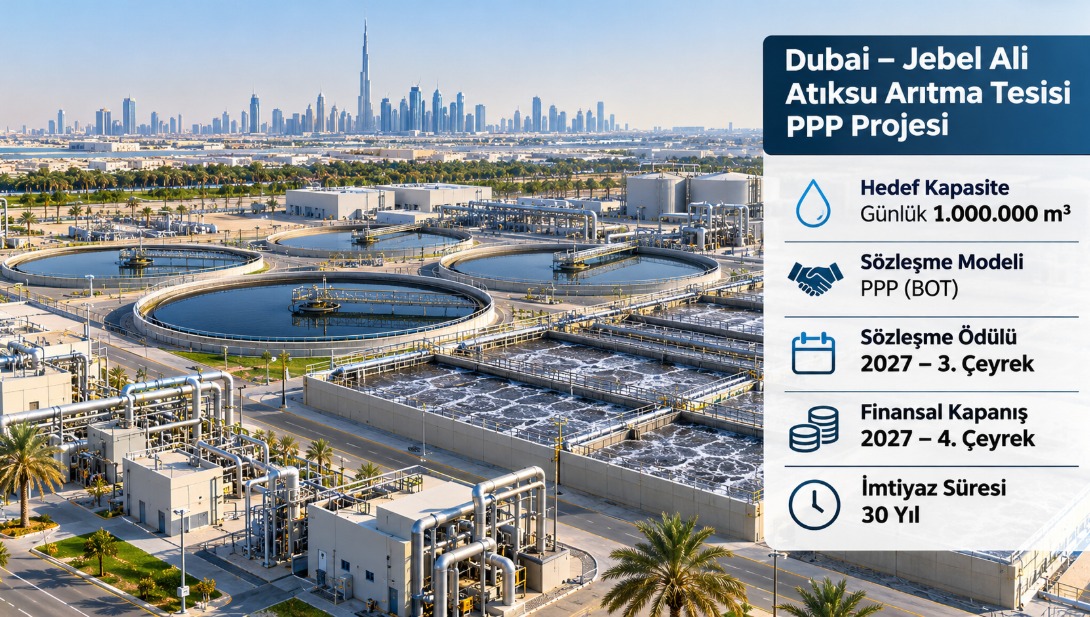 Dubai – Jebel Ali
Atıksu Arıtma Tesisi
PPP Projesi
Hedef Kapasite
Günlük 1.000.000 m³
Sözleşme Modeli
PPP (BOT)
Sözleşme Ödülü
2027 – 3. Çeyrek
Finansal Kapanış
2027 – 4. Çeyrek
İmtiyaz Süresi
30 Yıl